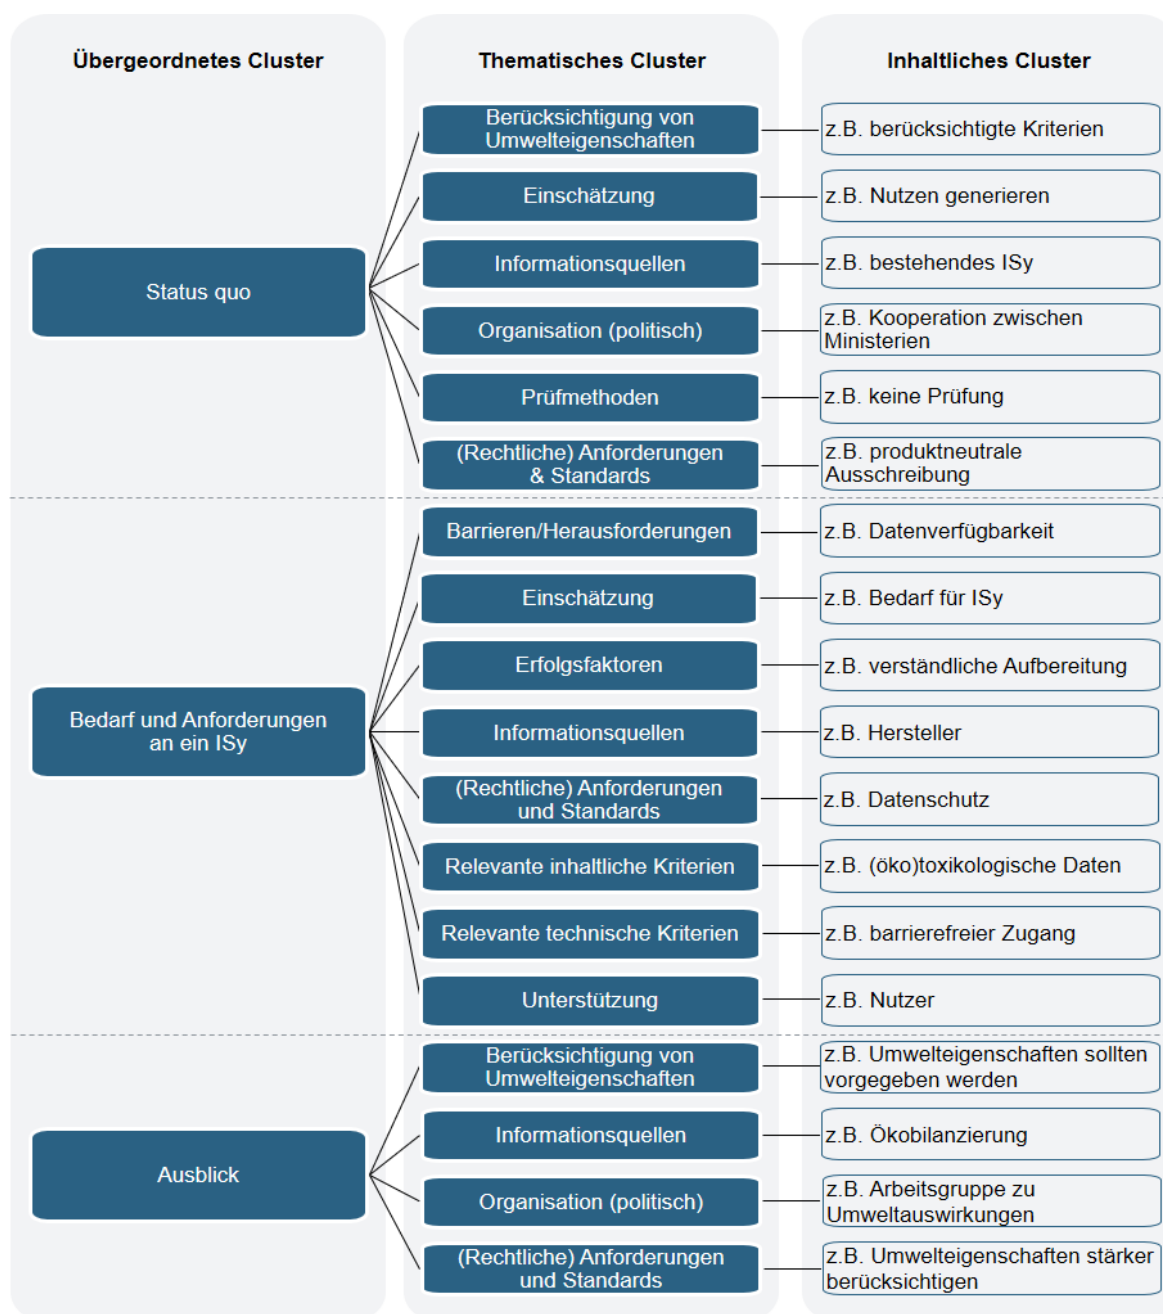 Übergeordnetes Cluster
Thematisches Cluster
Inhaltliches Cluster
Status quo
Berücksichtigung von
Umwelteigenschaften
z.B. berücksichtigte Kriterien
Einschätzung
z.B. Nutzen generieren
Informationsquellen
z.B. bestehendes ISy
Organisation (politisch)
z.B. Kooperation zwischen
Ministerien
Prüfmethoden
z.B. keine Prüfung
(Rechtliche) Anforderungen
& Standards
z.B. produktneutrale
Ausschreibung
Bedarf und Anforderungen
an ein ISy
Barrieren/Herausforderungen
z.B. Datenverfügbarkeit
Einschätzung
z.B. Bedarf für ISy
Erfolgsfaktoren
z.B. verständliche Aufbereitung
Informationsquellen
z.B. Hersteller
(Rechtliche) Anforderungen
und Standards
z.B. Datenschutz
Relevante inhaltliche Kriterien
z.B. (öko)toxikologische Daten
Relevante technische Kriterien
z.B. barrierefreier Zugang
Unterstützung
z.B. Nutzer
Ausblick
Berücksichtigung von
Umwelteigenschaften
z.B. Umwelteigenschaften sollten
vorgegeben werden
Informationsquellen
z.B. Ökobilanzierung
Organisation (politisch)
z.B. Arbeitsgruppe zu
Umweltauswirkungen
(Rechtliche) Anforderungen
und Standards
z.B. Umwelteigenschaften stärker
berücksichtigen